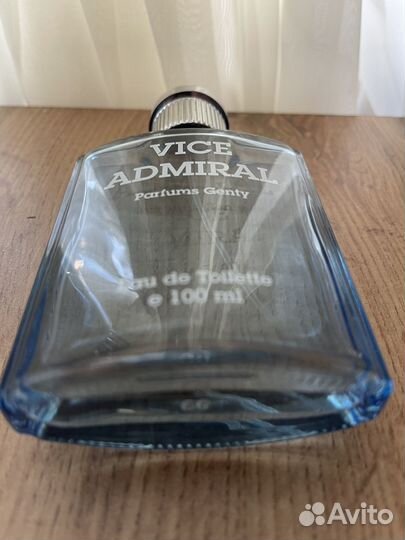 VICE
ADMIRAL
Parfums Genty
Eau de Toilette
e 100 ml
Avito